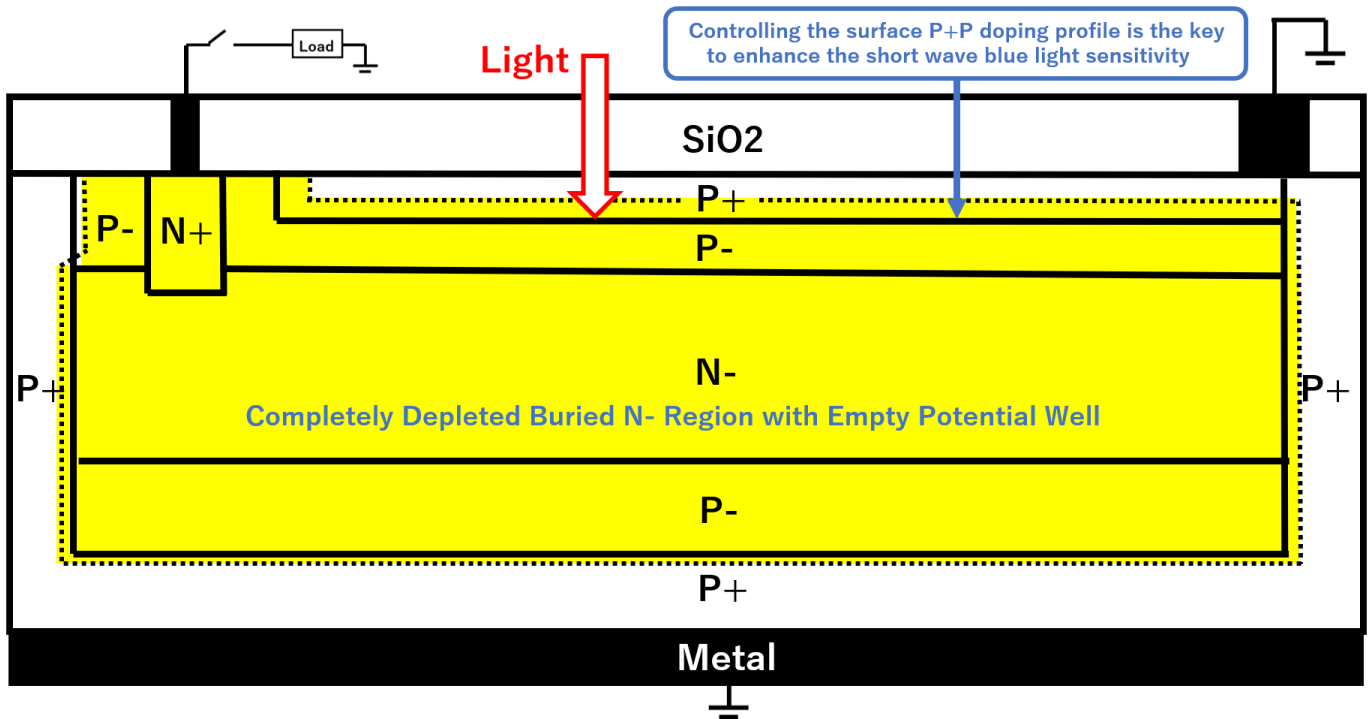 Load
Light
Controlling the surface P+P doping profile is the key
to enhance the short wave blue light sensitivity
SiO2
P+
P-
N+
P-
N-
P+
P+
Completely Depleted Buried N- Region with Empty Potential Well
P-
P+
Metal